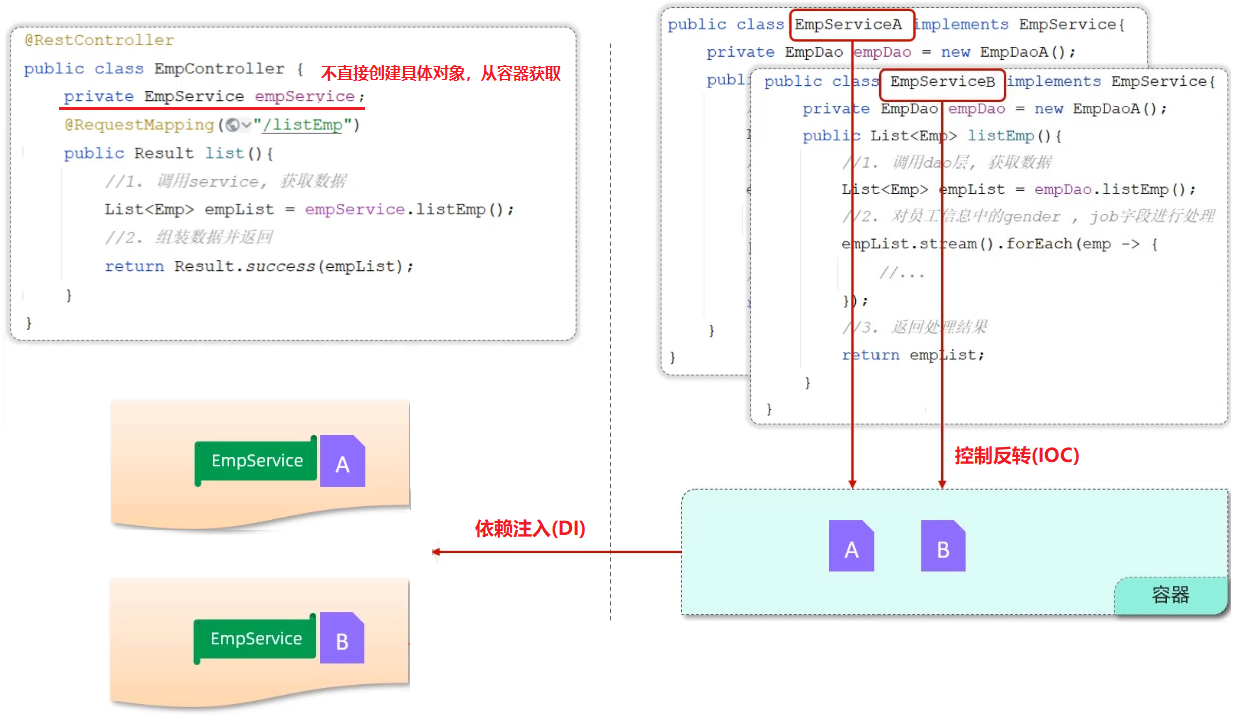 @RestController
public class EmpController {
不直接创建具体对象，从容器获取
private EmpService empService;
@RequestMapping("/listEmp")
public Result list(){
//1. 调用service, 获取数据
List<Emp> empList = empService.listEmp();
//2. 组装数据并返回
return Result.success(empList);
}
}
public class EmpServiceA implements EmpService{
private EmpDao empDao = new EmpDaoA();
publi
}
}
public class EmpServiceB implements EmpService{
private EmpDao empDao = new EmpDaoA();
public List<Emp> listEmp(){
//1. 调用dao层, 获取数据
List<Emp> empList = empDao.listEmp();
//2. 对员工信息中的gender , job字段进行处理
empList.stream().forEach(emp -> {
//...
});
//3. 返回处理结果
return empList;
}
}
控制反转(IOC)
EmpService A
依赖注入(DI)
A B
容器
EmpService B